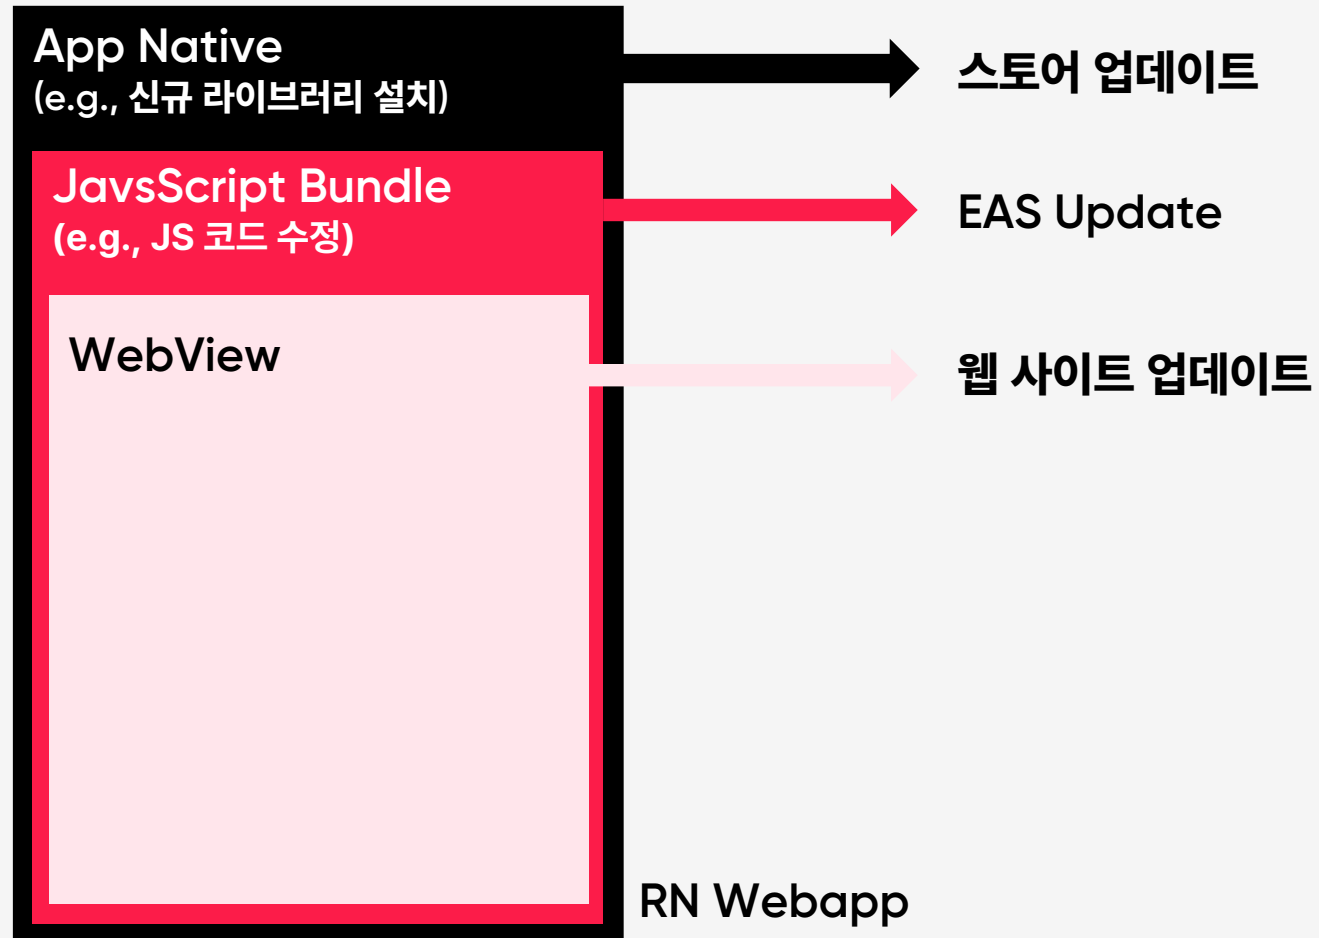 App Native
(e.g., 신규 라이브러리 설치)
스토어 업데이트
JavsScript Bundle
(e.g., JS 코드 수정)
EAS Update
WebView
웹 사이트 업데이트
RN Webapp